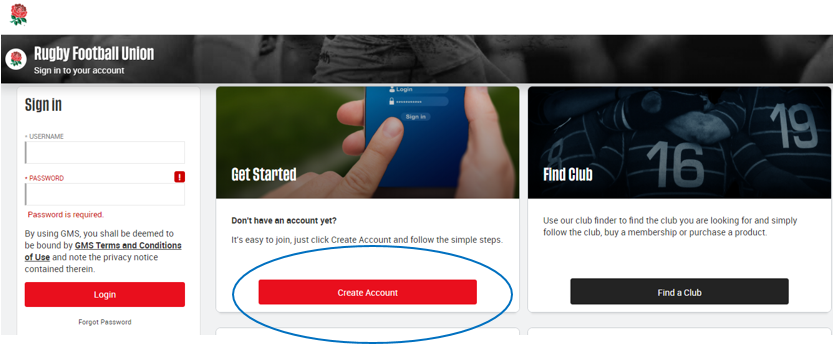 Rugby Football Union
Sign in to your account
Sign in
* USERNAME
* PASSWORD
!
Password is required.
By using GMS, you shall be deemed to
be bound by GMS Terms and Conditions
of Use and note the privacy notice
contained therein.
Login
Forgot Password
Login
Sign in
Get Started
Don't have an account yet?
It's easy to join, just click Create Account and follow the simple steps.
Create Account
19
16
Find Club
Use our club finder to find the club you are looking for and simply
follow the club, buy a membership or purchase a product.
Find a Club